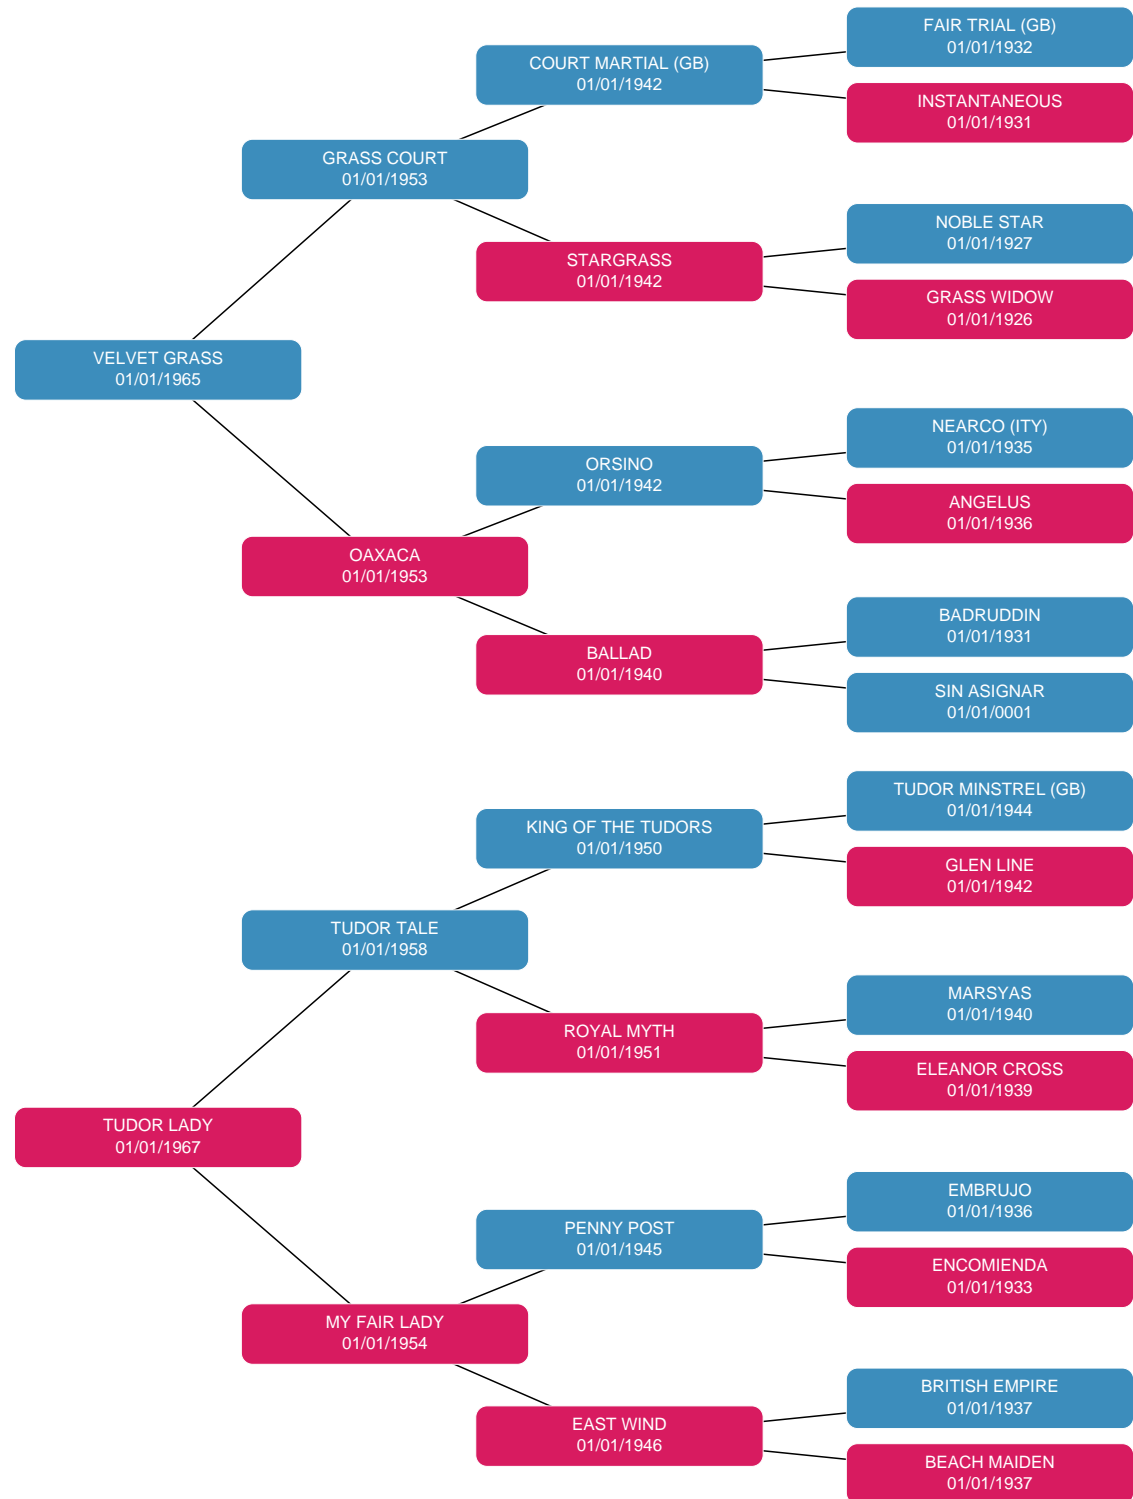 FAIR TRIAL (GB)
01/01/1932
COURT MARTIAL (GB)
01/01/1942
INSTANTANEOUS
01/01/1931
GRASS COURT
01/01/1953
NOBLE STAR
01/01/1927
STARGRASS
01/01/1942
GRASS WIDOW
01/01/1926
VELVET GRASS
01/01/1965
NEARCO (ITY)
01/01/1935
ORSINO
01/01/1942
ANGELUS
01/01/1936
OAXACA
01/01/1953
BADRUDDIN
01/01/1931
BALLAD
01/01/1940
SIN ASIGNAR
01/01/0001
TUDOR MINSTREL (GB)
01/01/1944
KING OF THE TUDORS
01/01/1950
GLEN LINE
01/01/1942
TUDOR TALE
01/01/1958
MARSYAS
01/01/1940
ROYAL MYTH
01/01/1951
ELEANOR CROSS
01/01/1939
TUDOR LADY
01/01/1967
EMBRUJO
01/01/1936
PENNY POST
01/01/1945
ENCOMIENDA
01/01/1933
MY FAIR LADY
01/01/1954
BRITISH EMPIRE
01/01/1937
EAST WIND
01/01/1946
BEACH MAIDEN
01/01/1937